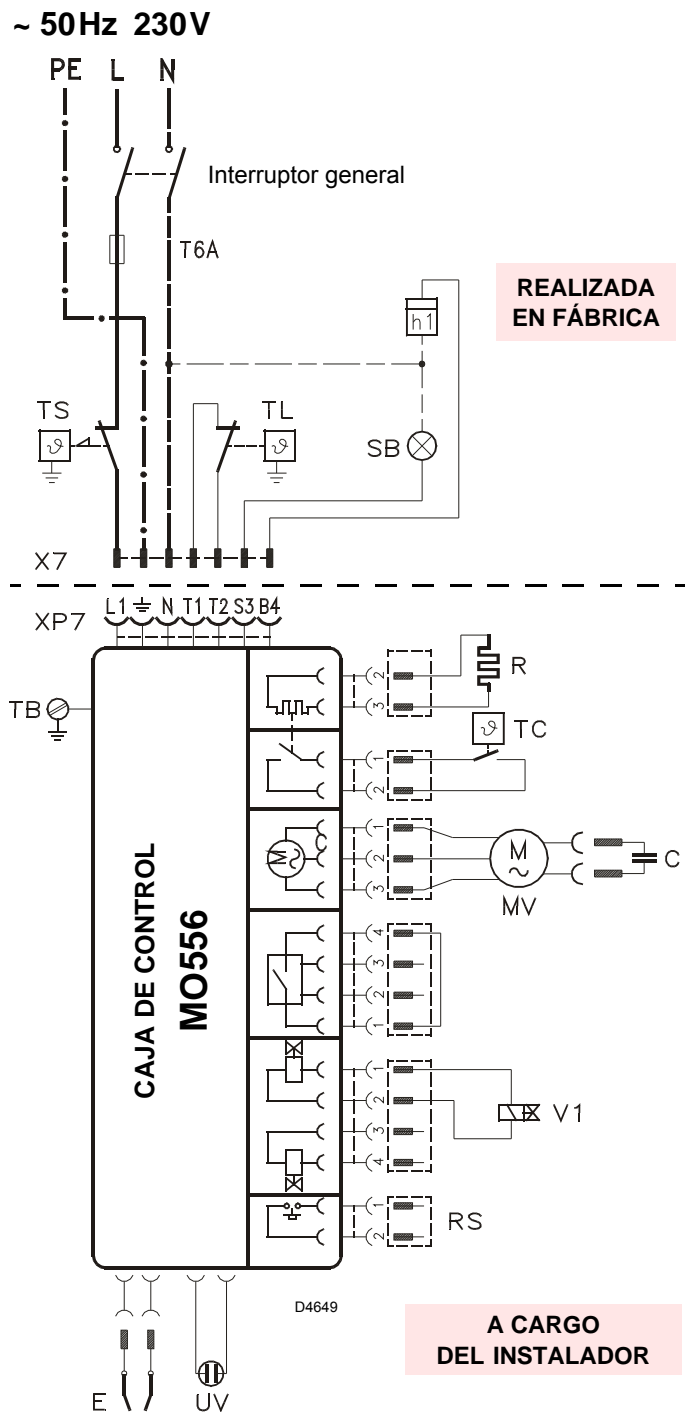 ~ 50Hz 230V
PE L N
Interruptor general
T6A
h1
REALIZADA
EN FÁBRICA
TS
TL
SB
X7
XP7
L1 N T1 T2 S3 B4
TB
CAJA DE CONTROL
MO556
2
3
R
1
2
TC
1
2
3
M
C
M
MV
C
4
3
2
1
1
2
3
4
V1
1
2
RS
D4649
A CARGO
DEL INSTALADOR
E
UV